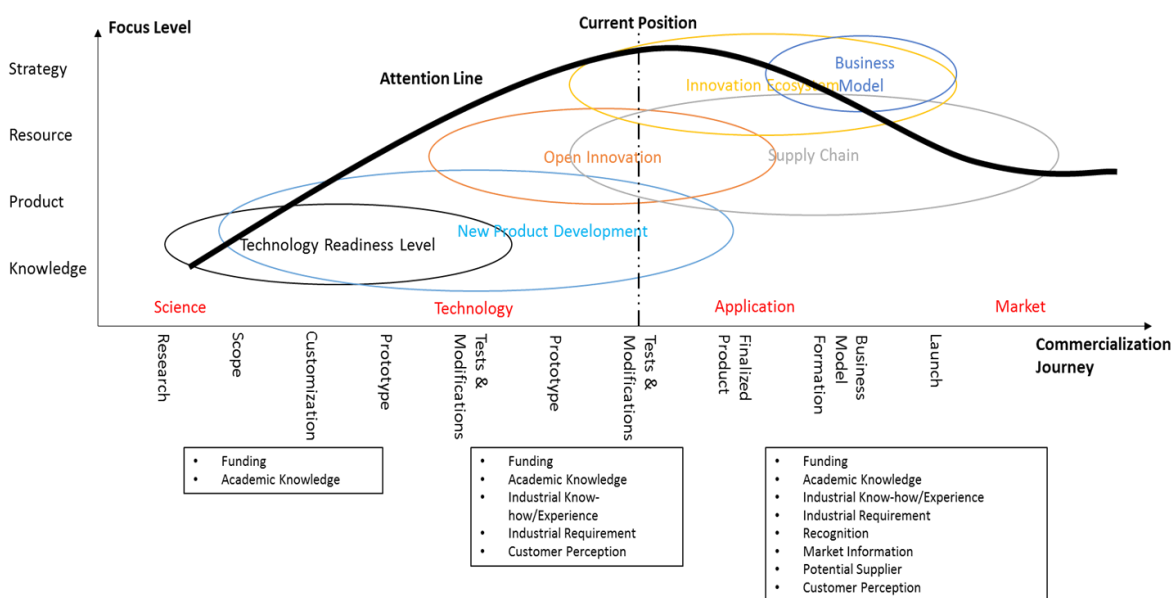 Focus Level
Current Position
Strategy
Attention Line
Business
Model
Innovation Ecosystem
Resource
Open Innovation
Supply Chain
Product
New Product Development
Technology Readiness Level
Knowledge
Science
Technology
Application
Market
Research
Scope
Customization
Prototype
Tests &
Modifications
Prototype
Tests &
Modifications
Finalized
Product
Business
Model
Formation
Launch
Commercialization
Journey
• Funding
• Academic Knowledge
• Funding
• Academic Knowledge
• Industrial Know-
how/Experience
• Industrial Requirement
• Customer Perception
• Funding
• Academic Knowledge
• Industrial Know-how/Experience
• Industrial Requirement
• Recognition
• Market Information
• Potential Supplier
• Customer Perception